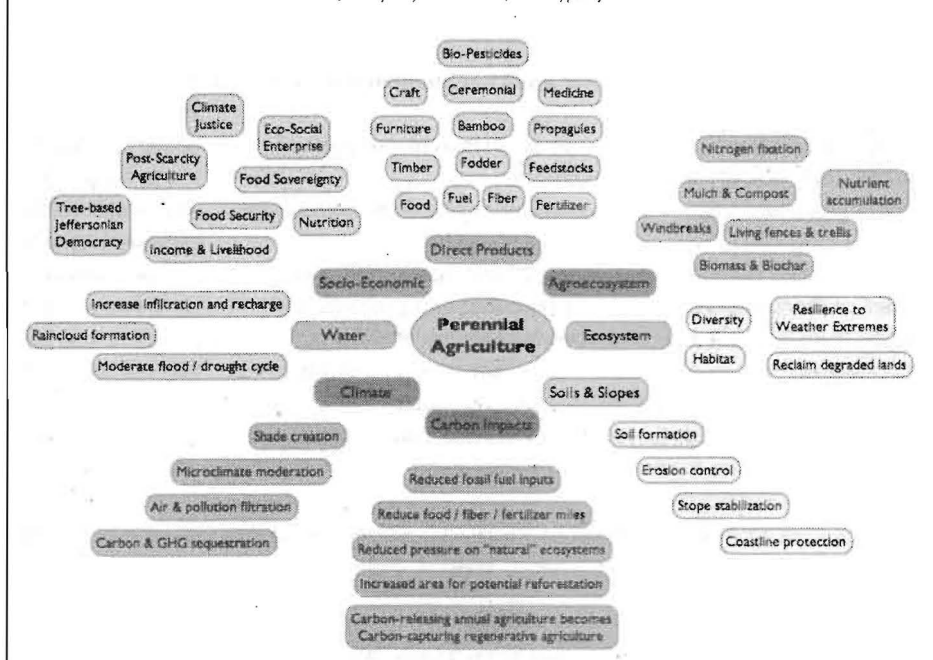 Bio-Pesticides
Craft
Ceremonial
Medicine
Climate
Justice
Eco-Social
Enterprise
Furniture
Bamboo
Propagules
Nitrogen fixation
Post-Scarcity
Agriculture
Food Sovereignty
Timber
Fodder
Feedstocks
Mulch & Compost
Nutrient
accumulation
Tree-based
Jeffersonian
Democracy
Food Security
Nutrition
Food
Fuel
Fiber
Fertilizer
Windbreaks
Living fences & trellis
Income & Livelihood
Direct Products
Biomass & Biochar
Socio-Economic
Agroecosystem
Increase infiltration and recharge
Perennial
Agriculture
Diversity
Resilience to
Weather Extremes
Raincloud formation
Water
Ecosystem
Moderate flood / drought cycle
Habitat
Reclaim degraded lands
Climate
Soils & Slopes
Carbon Impacts
Shade creation
Soil formation
Microclimate moderation
Reduced fossil fuel inputs
Erosion control
Air & pollution filtration
Reduce food / fiber / fertilizer miles
Slope stabilization
Carbon & GHG sequestration
Reduced pressure on "natural" ecosystems
Coastline protection
Increased area for potential reforestation
Carbon-releasing annual agriculture becomes
Carbon-capturing regenerative agriculture